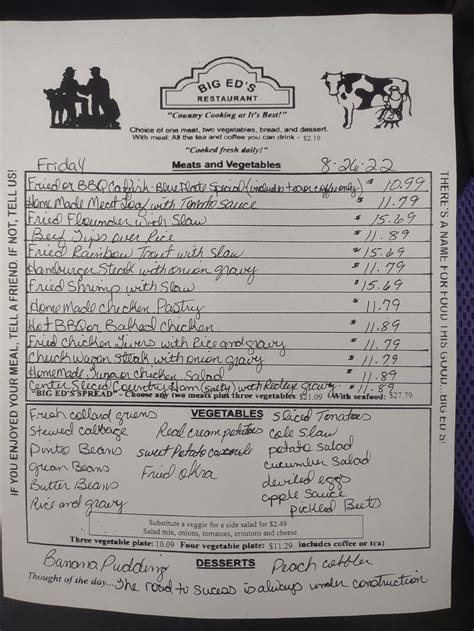 BIG ED'S
RESTAURANT
"Country Cooking at It's Best!"
Choice of one meat, two vegetables, bread, and dessert.
With meal: All the tea and coffee you can drink - $2.19
"Cooked fresh daily!"
Friday Meats and Vegetables 8-26-22
Fried or BBQ Catfish - Blue Plate Special (includes tea or coffee only) $ 10.99
Home Made Meat Loaf with Tomato Sauce $ 11.79
Fried Flounder with Slaw $ 15.69
Beef Tips over Rice $ 11.89
Fried Rainbow Trout with Slaw $ 15.69
Hamburger Steak with onion gravy $ 11.79
Fried Shrimp with Slaw $ 15.69
Home Made Chicken Pastry $ 11.79
Hot BBQ or Baked Chicken $ 11.89
Fried Chicken Livers with Rice and gravy $ 11.79
Chuckwagon Steak with onion gravy $ 11.79
Homemade Tuna or chicken Salad $ 11.89
Center Sliced Country Ham (salty) with Redeye gravy $ 11.89
"BIG ED'S SPREAD" - Choose any two meats plus three vegetables $21.09 (With seafood: $27.79
VEGETABLES
Fresh collard greens
Stewed cabbage
Pinto Beans
Green Beans
Butter Beans
Rice and gravy
Real cream potatoes
Sweet Potato casserole
Fried okra
Sliced Tomatoes
cole slaw
potato salad
cucumber salad
deviled eggs
apple sauce
pickled Beets
Substitute a veggie for a side salad for $2.49
Salad mix, onions, tomatoes, croutons and cheese
Three vegetable plate: 10.09 Four vegetable plate: $11.29 includes coffee or tea)
DESSERTS
Banana Pudding Peach cobbler
Thought of the day... The road to sucess is always under construction
IF YOU ENJOYED YOUR MEAL, TELL A FRIEND. IF NOT, TELL US!
THERE'S A NAME FOR FOOD THIS GOOD... BIG ED'S!